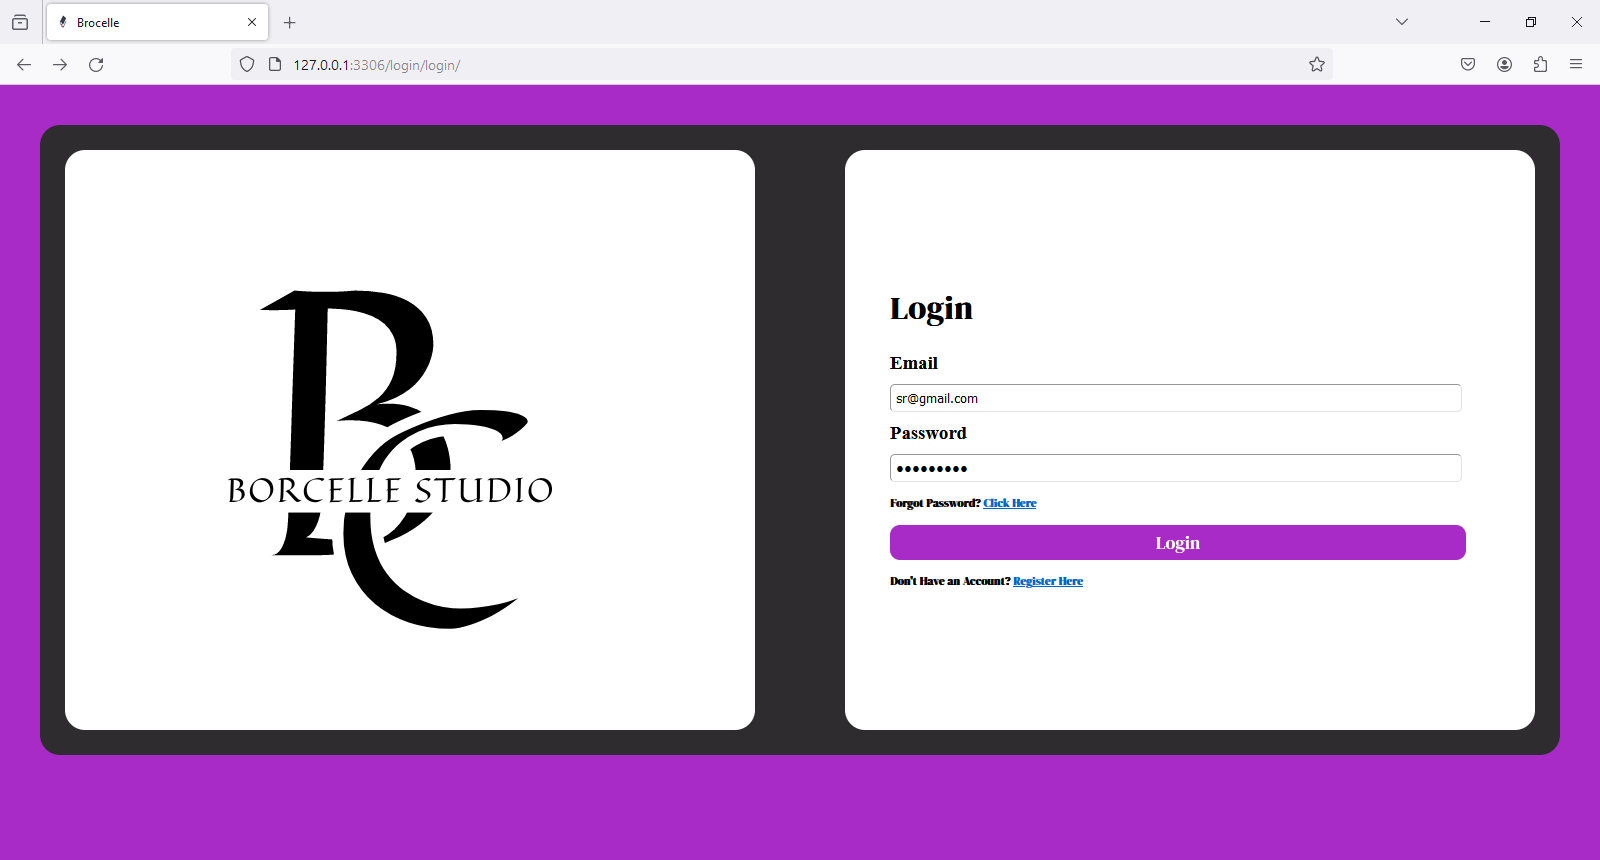 Brocelle
127.0.0.1:3306/login/login/
BORCELLE STUDIO
Login
Email
sr@gmail.com
Password
•••••••••
Forgot Password? Click Here
Login
Don't Have an Account? Register Here